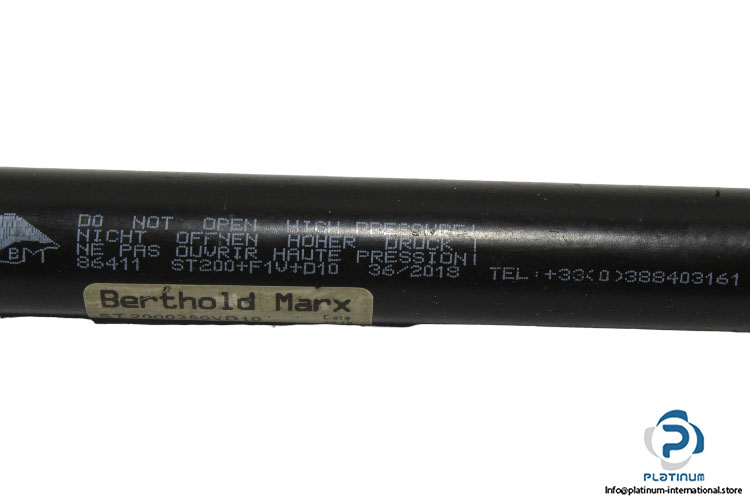 DO NOT OPEN HIGH PRESSURE!
NICHT ÖFFNEN HOHER DRUCK!
NE PAS OUVRIR HAUTE PRESSION!
BM
86411 ST200+F1V+D10 36/2018 TEL:+33(0)388403161
Berthold Marx
PLATINUM
Info@platinum-international.store